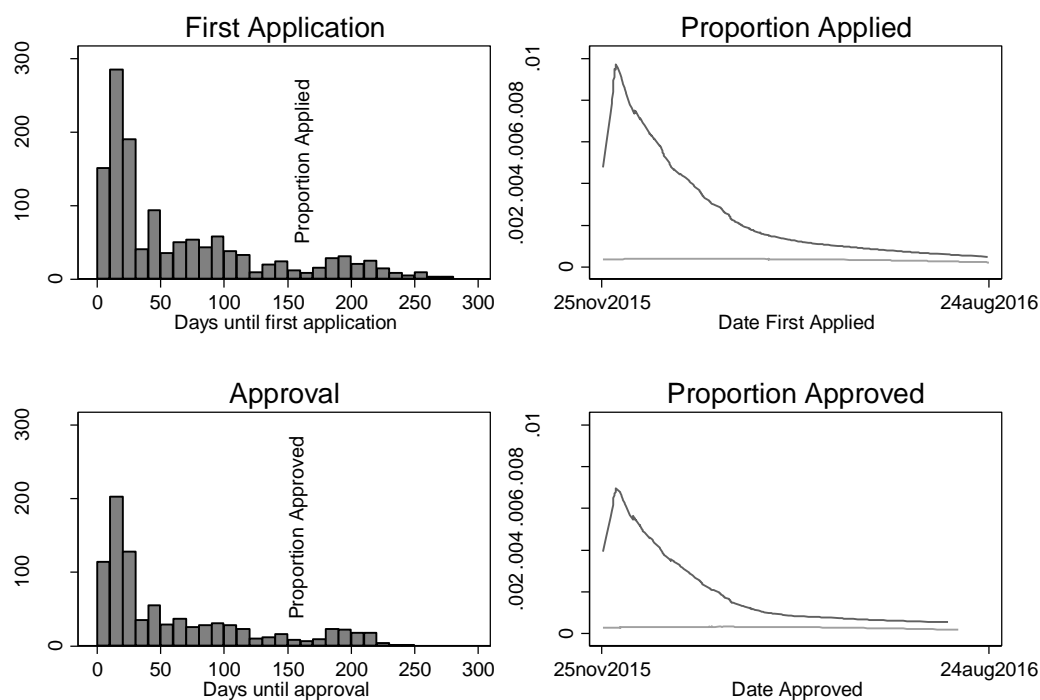 First Application
300
200
100
0
0 50 100 150 200 250 300
Days until first application
Proportion Applied
Proportion Applied
.01
.008
.006
.004
.002
0
25nov2015 24aug2016
Date First Applied
Approval
300
200
100
0
0 50 100 150 200 250 300
Days until approval
Proportion Approved
Proportion Approved
.01
.008
.006
.004
.002
0
25nov2015 24aug2016
Date Approved